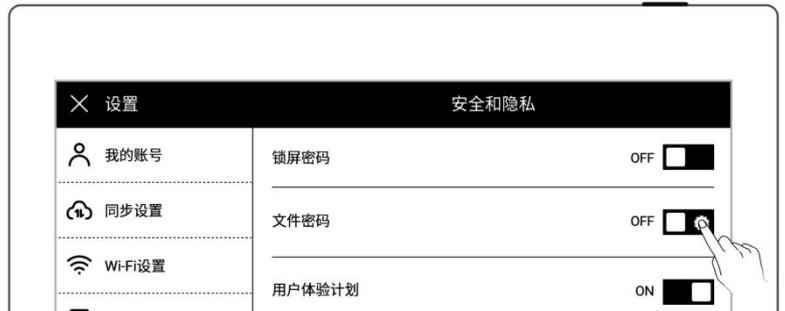 设置
安全和隐私
我的账号
同步设置
Wi-Fi设置
锁屏密码 OFF
文件密码 OFF
用户体验计划 ON